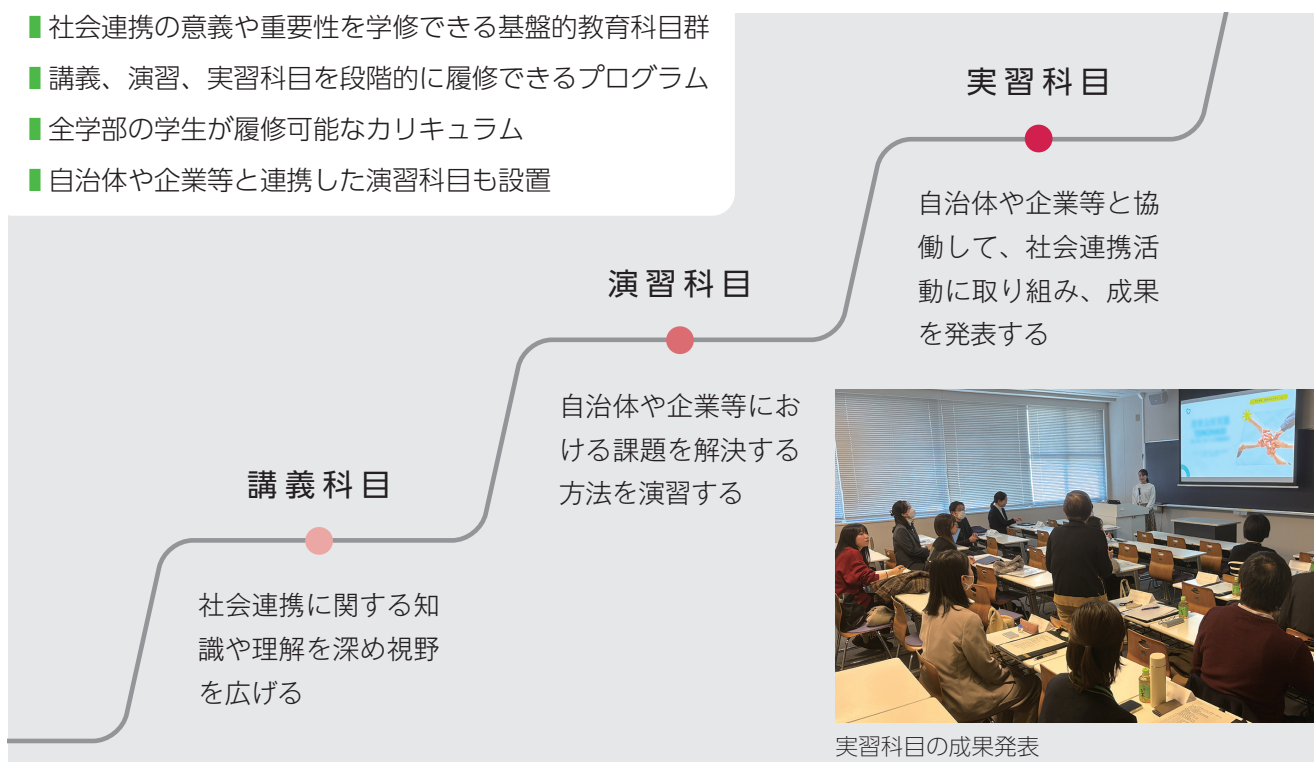 社会連携の意義や重要性を学修できる基盤的教育科目群
講義、演習、実習科目を段階的に履修できるプログラム
全学部の学生が履修可能なカリキュラム
自治体や企業等と連携した演習科目も設置
実習科目
自治体や企業等と協
働して、社会連携活
動に取り組み、成果
を発表する
演習科目
自治体や企業等にお
ける課題を解決する
方法を演習する
講義科目
社会連携に関する知
識や理解を深め視野
を広げる
実習科目の成果発表